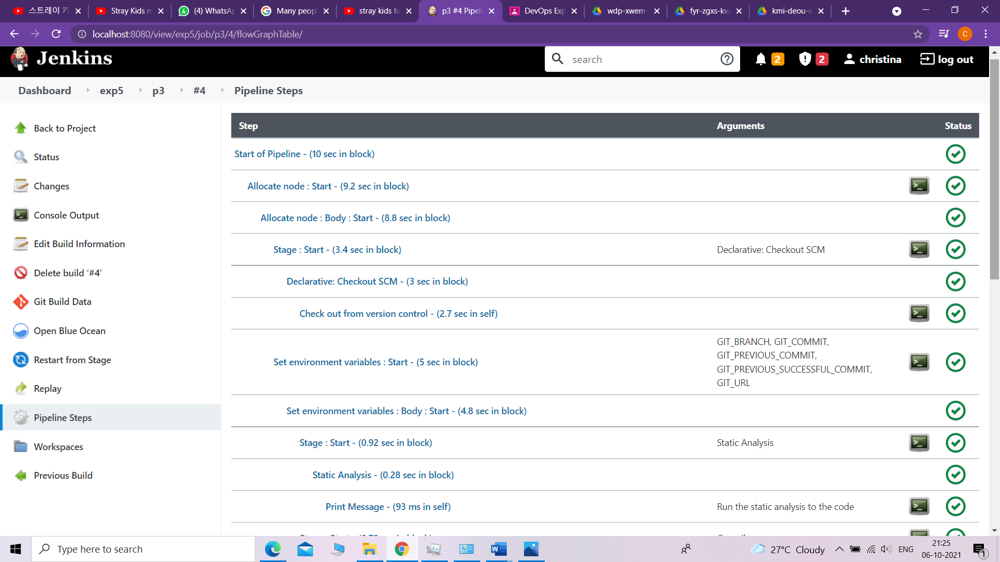 스트레이 키
Stray Kids m
(4) WhatsAp
Many peopl
stray kids fu
p3 #4 Pipeli
DevOps Exp
wdp-xwem-
fyr-zgxs-kvz
kmi-deou-o
localhost:8080/view/exp5/job/p3/4/flowGraphTable/
C
Jenkins
search
2
2
christina
log out
Dashboard
exp5
p3
#4
Pipeline Steps
Back to Project
Status
Changes
Console Output
Edit Build Information
Delete build ‘#4’
Git Build Data
Open Blue Ocean
Restart from Stage
Replay
Pipeline Steps
Workspaces
Previous Build
Step Arguments Status
Start of Pipeline - (10 sec in block)
Allocate node : Start - (9.2 sec in block)
Allocate node : Body : Start - (8.8 sec in block)
Stage : Start - (3.4 sec in block) Declarative: Checkout SCM
Declarative: Checkout SCM - (3 sec in block)
Check out from version control - (2.7 sec in self)
Set environment variables : Start - (5 sec in block)
GIT_BRANCH, GIT_COMMIT,
GIT_PREVIOUS_COMMIT,
GIT_PREVIOUS_SUCCESSFUL_COMMIT,
GIT_URL
Set environment variables : Body : Start - (4.8 sec in block)
Stage : Start - (0.92 sec in block) Static Analysis
Static Analysis - (0.28 sec in block)
Print Message - (93 ms in self) Run the static analysis to the code
Type here to search
27°C Cloudy
ENG
21:25
06-10-2021
1